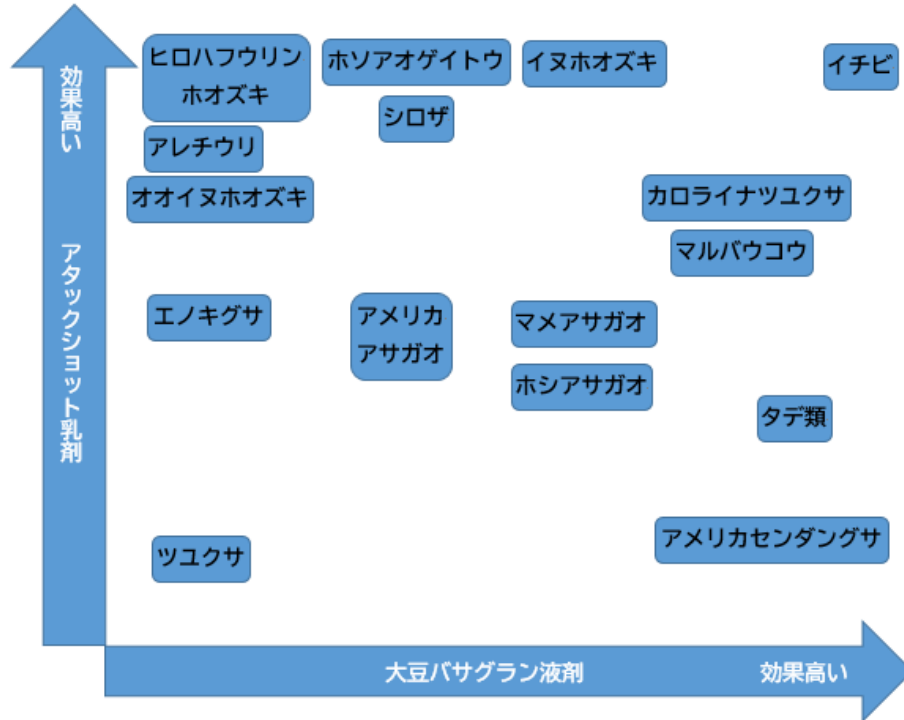 効果高い
アタックショット乳剤
ヒロハフウリン
ホオズキ
ホソアオゲイトウ
イヌホオズキ
イチビ
シロザ
アレチウリ
オオイヌホオズキ
カロライナツユクサ
マルバウコウ
エノキグサ
アメリカ
アサガオ
マメアサガオ
ホシアサガオ
タデ類
ツユクサ
アメリカセンダングサ
大豆バサグラン液剤
効果高い